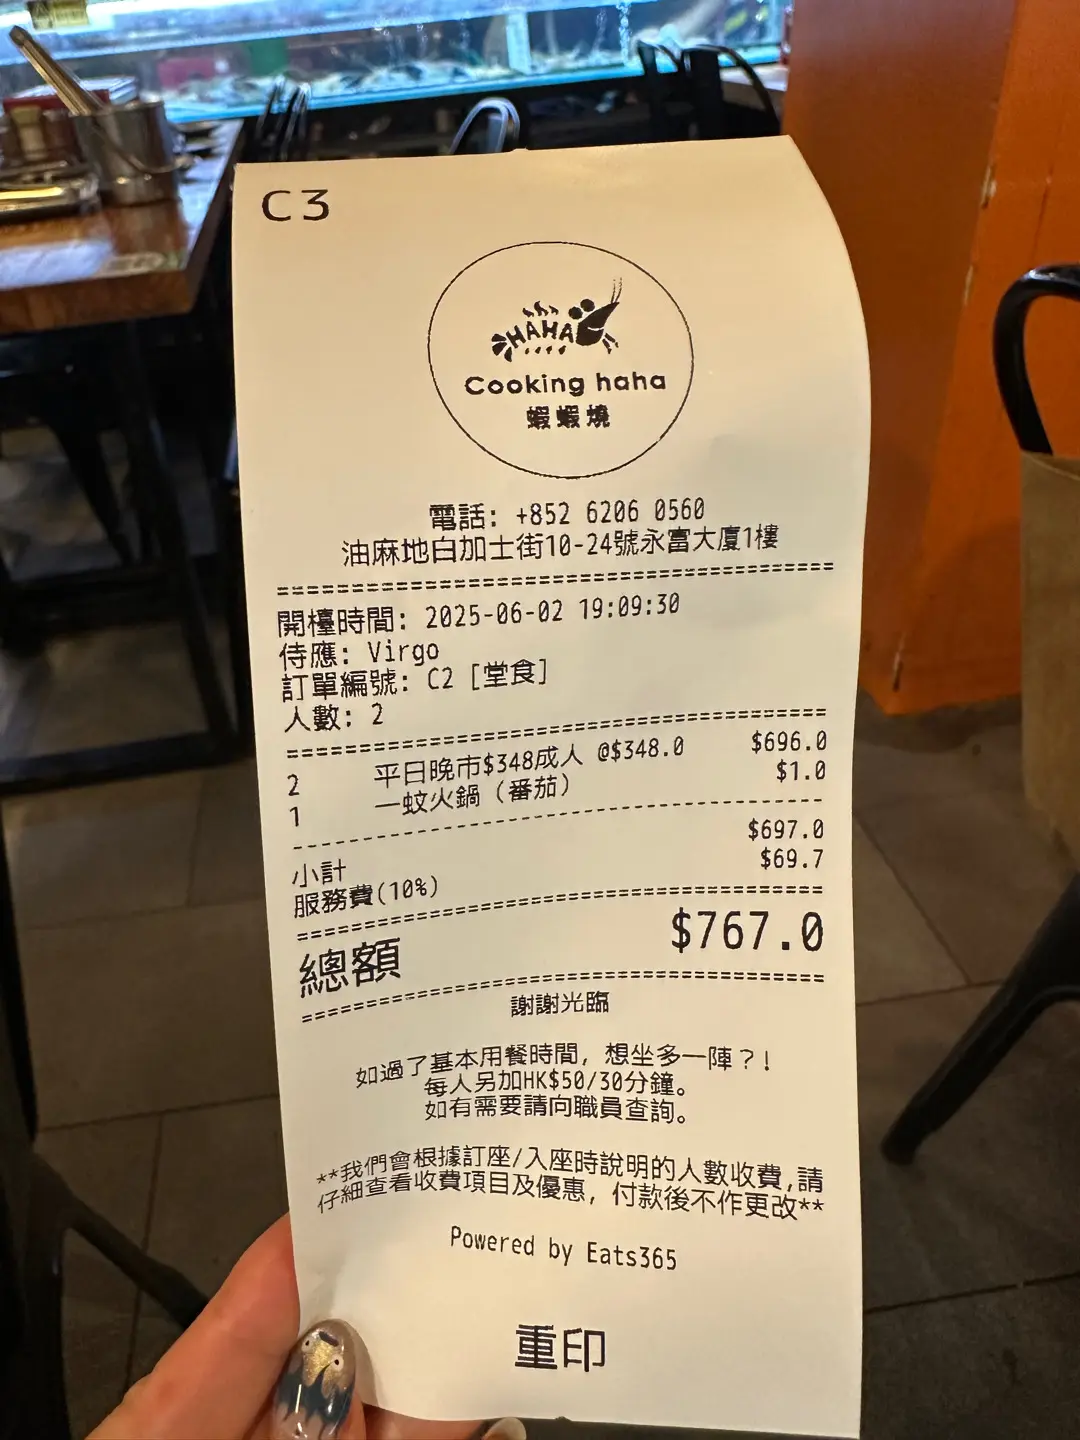 C3
HAHA
Cooking haha
蝦蝦燒
電話: +852 6206 0560
油麻地白加士街10-24號永富大廈1樓
開檯時間: 2025-06-02 19:09:30
侍應: Virgo
訂單編號: C2 [堂食]
人數: 2
2 平日晚市$348成人 @$348.0 $696.0
1 一蚊火鍋 (番茄) $1.0
小計 $697.0
服務費(10%) $69.7
總額 $767.0
謝謝光臨
如過了基本用餐時間, 想坐多一陣?!
每人另加HK$50/30分鐘。
如有需要請向職員查詢。
**我們會根據訂座/入座時說明的人數收費,請
仔細查看收費項目及優惠, 付款後不作更改**
Powered by Eats365
重印